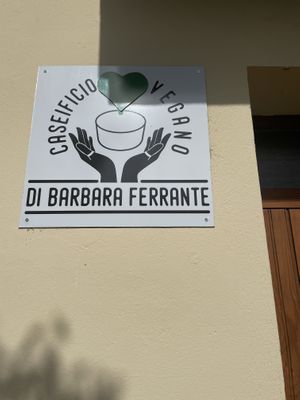 CASEIFICIO VEGANO
DI BARBARA FERRANTE